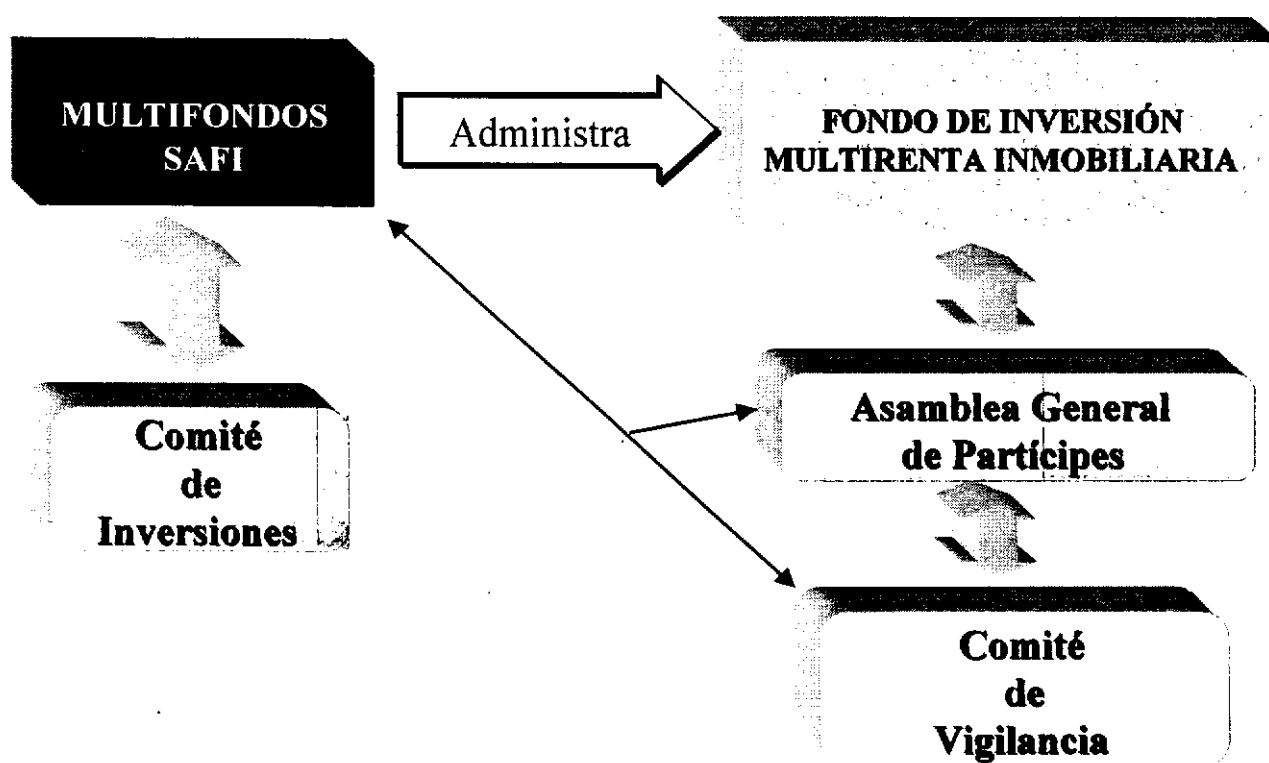 MULTIFONDOS
SAFI
Administra
FONDO DE INVERSIÓN
MULTIRENTA INMOBILIARIA
Comité
de
Inversiones
Asamblea General
de Partícipes
Comité
de
Vigilancia